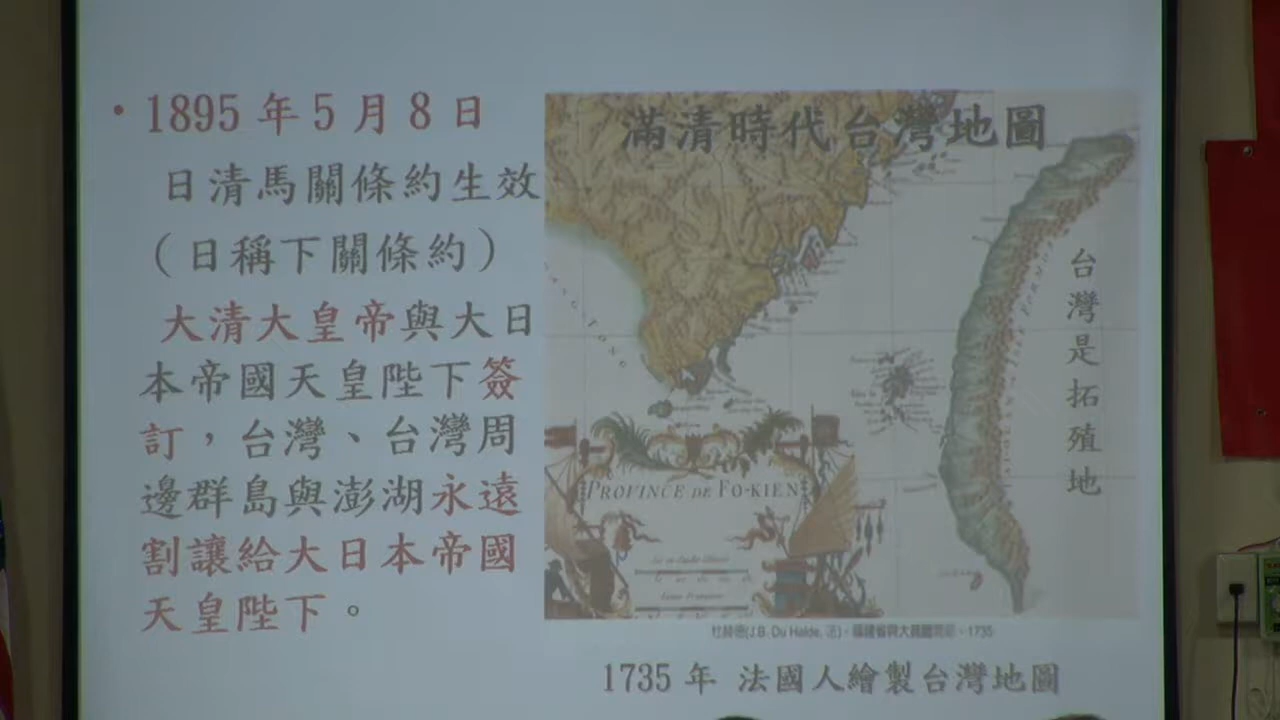 • 1895 年 5 月 8 日
日清馬關條約生效
（日稱下關條約）
大清大皇帝與大日
本帝國天皇陛下簽
訂，台灣、台灣周
邊群島與澎湖永遠
割讓給大日本帝國
天皇陛下。
滿清時代台灣地圖
台灣是拓殖地
PROVINCE DE FO-KIEN
(J.B. Du Halde, 法)
1735
1735 年 法國人繪製台灣地圖